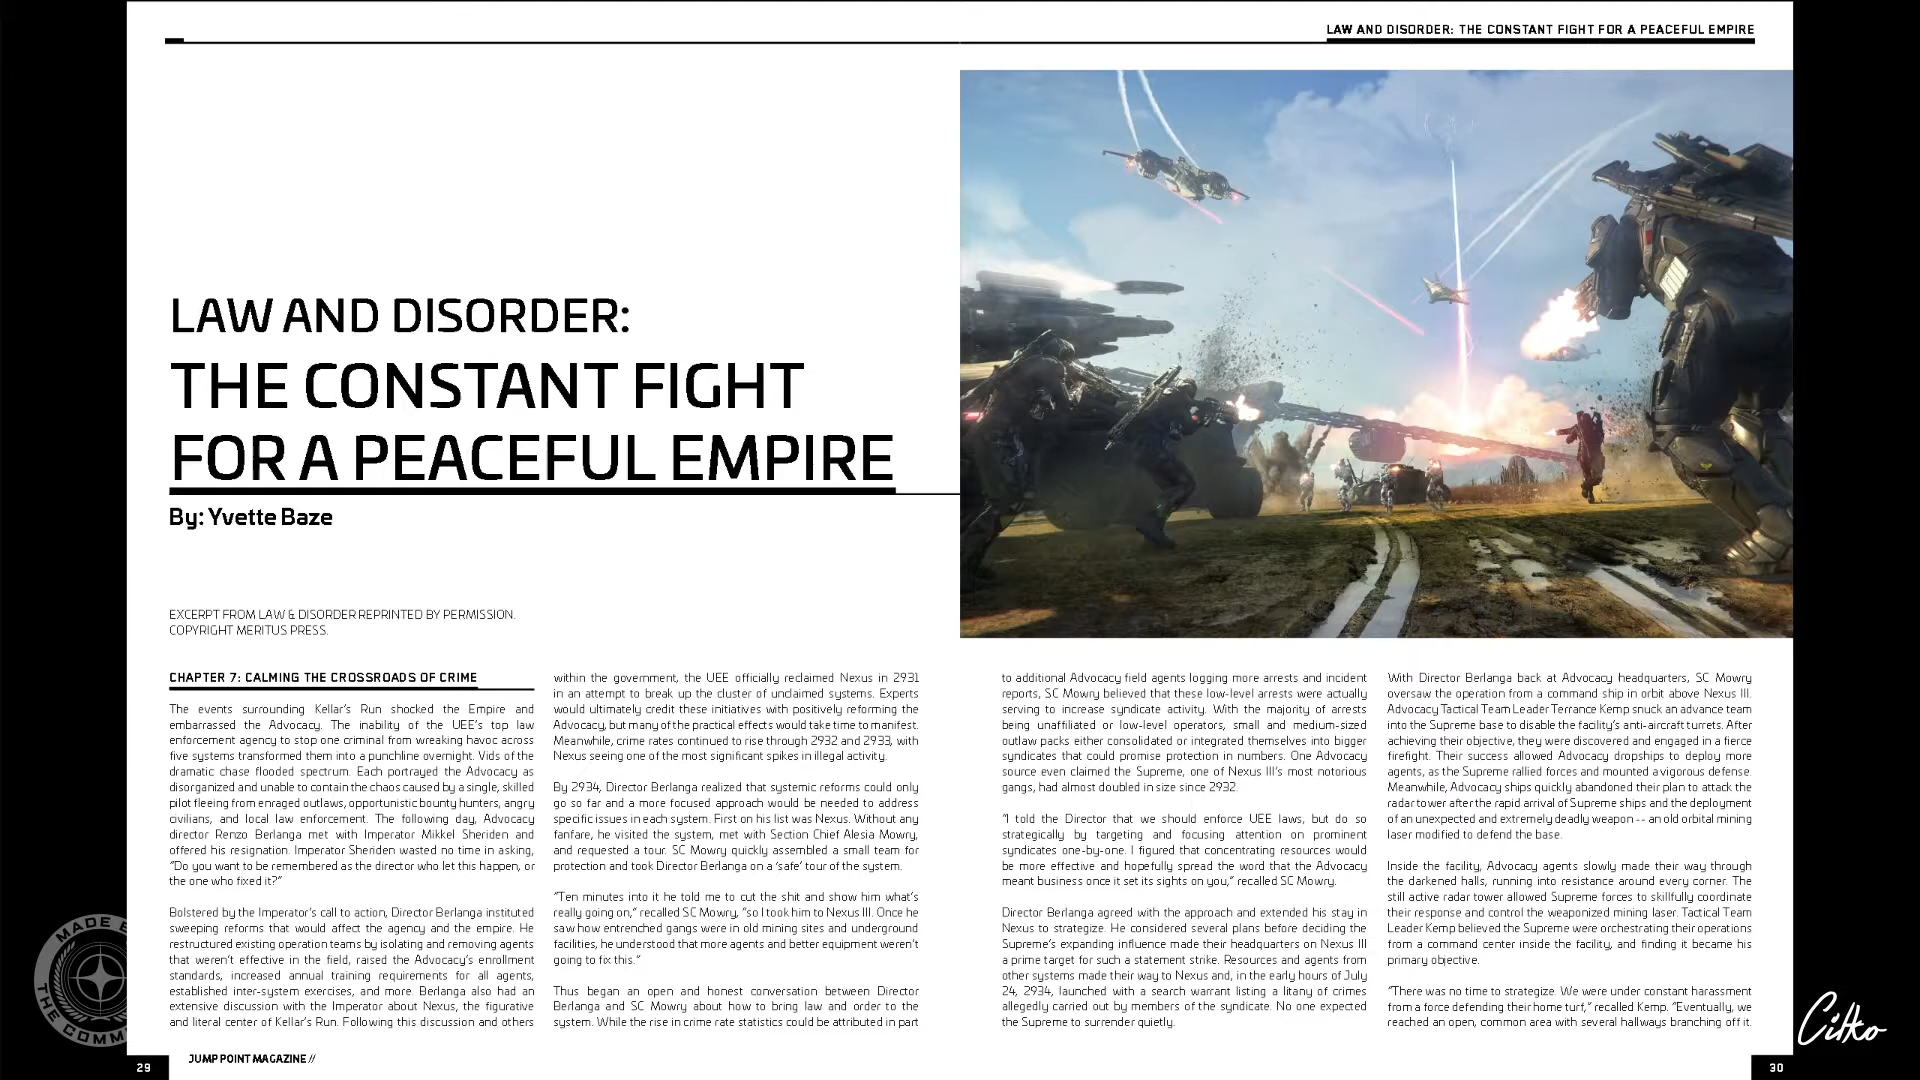 LAW AND DISORDER: THE CONSTANT FIGHT FOR A PEACEFUL EMPIRE
LAW AND DISORDER:
THE CONSTANT FIGHT
FOR A PEACEFUL EMPIRE
By: Yvette Baze
EXCERPT FROM LAW & DISORDER REPRINTED BY PERMISSION.
COPYRIGHT MERITUS PRESS.
CHAPTER 7: CALMING THE CROSSROADS OF CRIME
The events surrounding Kellar's Run shocked the Empire and
embarrassed the Advocacy. The inability of the UEE's top law
enforcement agency to stop one criminal from wreaking havoc across
five systems transformed them into a punchline overnight. Vids of the
dramatic chase flooded spectrum. Each portrayed the Advocacy as
disorganized and unable to contain the chaos caused by a single, skilled
pilot fleeing from enraged outlaws, opportunistic bounty hunters, angry
civilians, and local law enforcement. The following day, Advocacy
director Renzo Berlanga met with Imperator Mikkel Sheriden and
offered his resignation. Imperator Sheriden wasted no time in asking,
"Do you want to be remembered as the director who let this happen, or
the one who fixed it?"
Bolstered by the Imperator's call to action, Director Berlanga instituted
sweeping reforms that would affect the agency and the empire. He
restructured existing operation teams by isolating and removing agents
that weren't effective in the field, raised the Advocacy's enrollment
standards, increased annual training requirements for all agents,
established inter-system exercises, and more. Berlanga also had an
extensive discussion with the Imperator about Nexus, the figurative
and literal center of Kellar's Run. Following this discussion and others
within the government, the UEE officially reclaimed Nexus in 2931
in an attempt to break up the cluster of unclaimed systems. Experts
would ultimately credit these initiatives with positively reforming the
Advocacy, but many of the practical effects would take time to manifest.
Meanwhile, crime rates continued to rise through 2932 and 2933, with
Nexus seeing one of the most significant spikes in illegal activity.
By 2934, Director Berlanga realized that systemic reforms could only
go so far and a more focused approach would be needed to address
specific issues in each system. First on his list was Nexus. Without any
fanfare, he visited the system, met with Section Chief Alesia Mowry,
and requested a tour. SC Mowry quickly assembled a small team for
protection and took Director Berlanga on a 'safe' tour of the system.
"Ten minutes into it he told me to cut the shit and show him what's
really going on," recalled SC Mowry, "so I took him to Nexus III. Once he
saw how entrenched gangs were in old mining sites and underground
facilities, he understood that more agents and better equipment weren't
going to fix this."
Thus began an open and honest conversation between Director
Berlanga and SC Mowry about how to bring law and order to the
system. While the rise in crime rate statistics could be attributed in part
to additional Advocacy field agents logging more arrests and incident
reports, SC Mowry believed that these low-level arrests were actually
serving to increase syndicate activity. With the majority of arrests
being unaffiliated or low-level operators, small and medium-sized
outlaw packs either consolidated or integrated themselves into bigger
syndicates that could promise protection in numbers. One Advocacy
source even claimed the Supreme, one of Nexus III's most notorious
gangs, had almost doubled in size since 2932.
"I told the Director that we should enforce UEE laws, but do so
strategically by targeting and focusing attention on prominent
syndicates one-by-one. I figured that concentrating resources would
be more effective and hopefully spread the word that the Advocacy
meant business once it set its sights on you," recalled SC Mowry.
Director Berlanga agreed with the approach and extended his stay in
Nexus to strategize. He considered several plans before deciding the
Supreme's expanding influence made their headquarters on Nexus III
a prime target for such a statement strike. Resources and agents from
other systems made their way to Nexus and, in the early hours of July
24, 2934, launched with a search warrant listing a litany of crimes
allegedly carried out by members of the syndicate. No one expected
the Supreme to surrender quietly.
With Director Berlanga back at Advocacy headquarters, SC Mowry
oversaw the operation from a command ship in orbit above Nexus III.
Advocacy Tactical Team Leader Terrance Kemp snuck an advance team
into the Supreme base to disable the facility's anti-aircraft turrets. After
achieving their objective, they were discovered and engaged in a fierce
firefight. Their success allowed Advocacy dropships to deploy more
agents, as the Supreme rallied forces and mounted a vigorous defense.
Meanwhile, Advocacy ships quickly abandoned their plan to attack the
radar tower after the rapid arrival of Supreme ships and the deployment
of an unexpected and extremely deadly weapon -- an old orbital mining
laser modified to defend the base.
Inside the facility, Advocacy agents slowly made their way through
the darkened halls, running into resistance around every corner. The
still active radar tower allowed Supreme forces to skillfully coordinate
their response and control the weaponized mining laser. Tactical Team
Leader Kemp believed the Supreme were orchestrating their operations
from a command center inside the facility, and finding it became his
primary objective.
"There was no time to strategize. We were under constant harassment
from a force defending their home turf," recalled Kemp. "Eventually, we
reached an open, common area with several hallways branching off it.
MADE
THE COMM
29
JUMP POINT MAGAZINE //
30
Citko